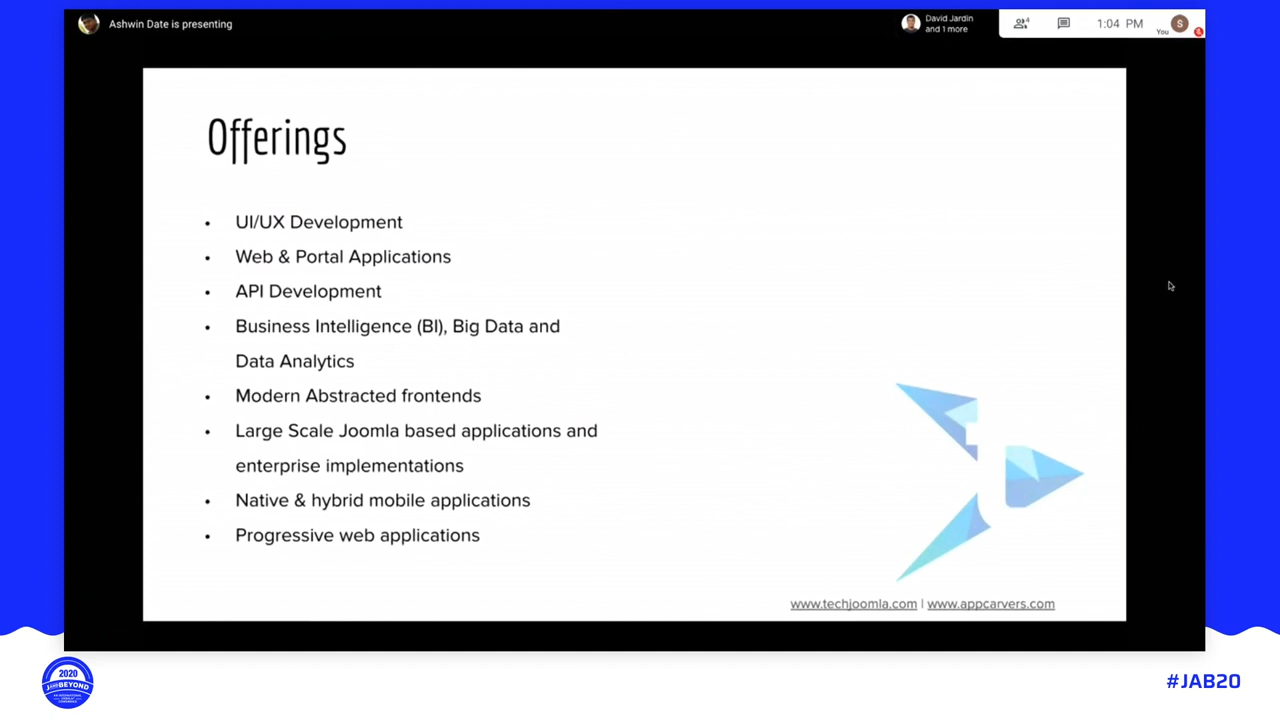 Ashwin Date is presenting
David Jardin
and 1 more
4
1:04 PM
You
S
Offerings
• UI/UX Development
• Web & Portal Applications
• API Development
• Business Intelligence (BI), Big Data and
Data Analytics
• Modern Abstracted frontends
• Large Scale Joomla based applications and
enterprise implementations
• Native & hybrid mobile applications
• Progressive web applications
www.techjoomla.com | www.appcarvers.com
2020
JANDBEYOND
#JAB20